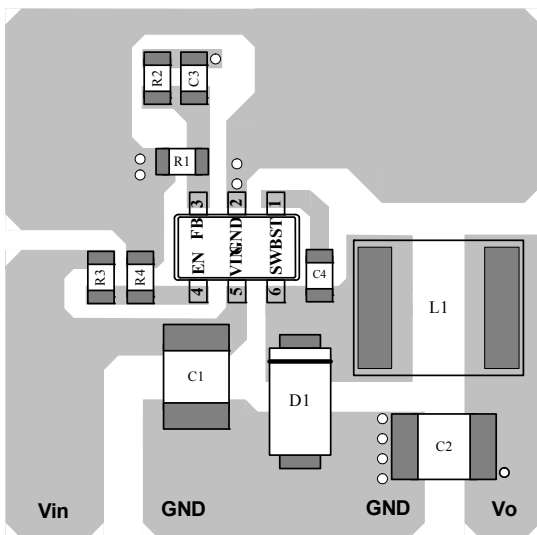 R2 C3
R1
3 2 1
FB GND BST
EN VIN SW
4 5 6
R3 R4 C4
L1
C1
D1
C2
Vin GND GND Vo